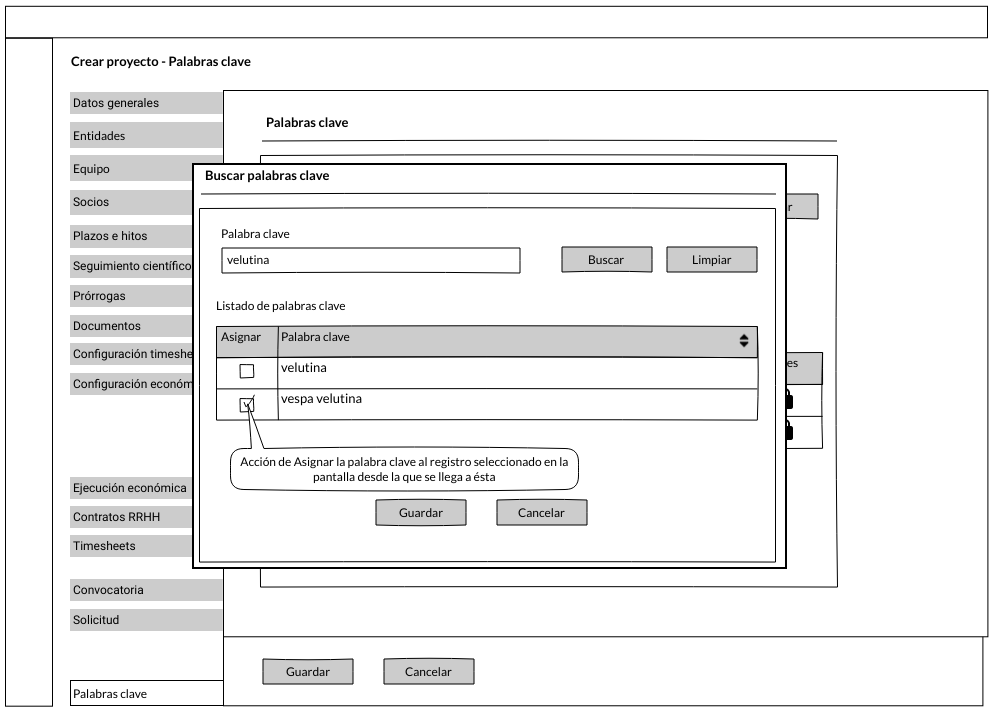 Crear proyecto - Palabras clave
Datos generales
Entidades
Equipo
Socios
Plazos e hitos
Seguimiento científico
Prórrogas
Documentos
Configuración timeshe
Configuración económ
Ejecución económica
Contratos RRHH
Timesheets
Convocatoria
Solicitud
Palabras clave
Palabras clave
r
es
Buscar palabras clave
Palabra clave
velutina
Buscar
Limpiar
Listado de palabras clave
Asignar
Palabra clave
velutina
vespa velutina
Acción de Asignar la palabra clave al registro seleccionado en la
pantalla desde la que se llega a ésta
Guardar
Cancelar
Guardar
Cancelar